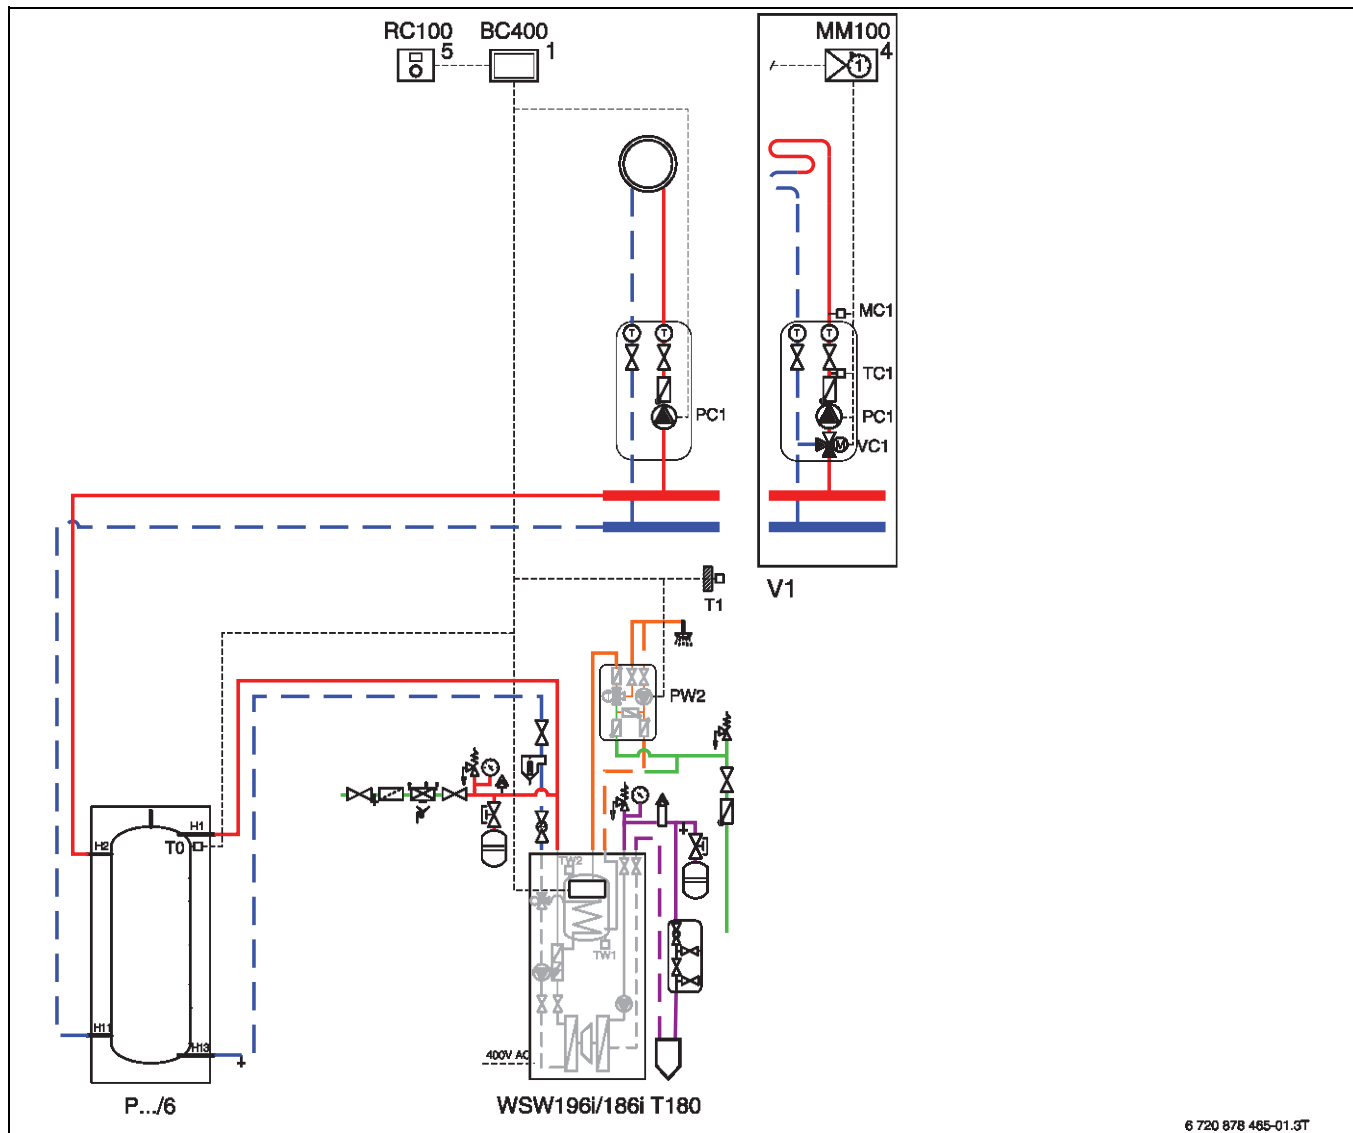 RC100
5
BC400
1
MM100
4
1
MC1
T
T
T
T
TC1
PC1
PC1
M
VC1
V1
T1
PW2
H1
H2
T0
TW2
TW1
H11
H13
400V AC
P.../6
WSW196i/186i T180
6 720 878 465-01.3T